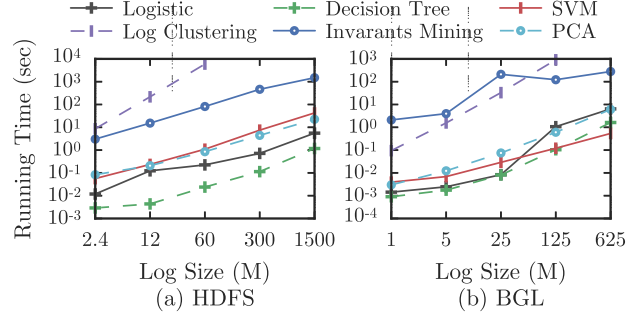 Logistic Decision Tree SVM
Log Clustering Invarants Mining PCA
Running Time (sec)
10^4
10^3
10^2
10^1
10^0
10^-1
10^-2
10^-3
2.4 12 60 300 1500
Log Size (M)
(a) HDFS
10^4
10^3
10^2
10^1
10^0
10^-1
10^-2
10^-3
10^-4
1 5 25 125 625
Log Size (M)
(b) BGL